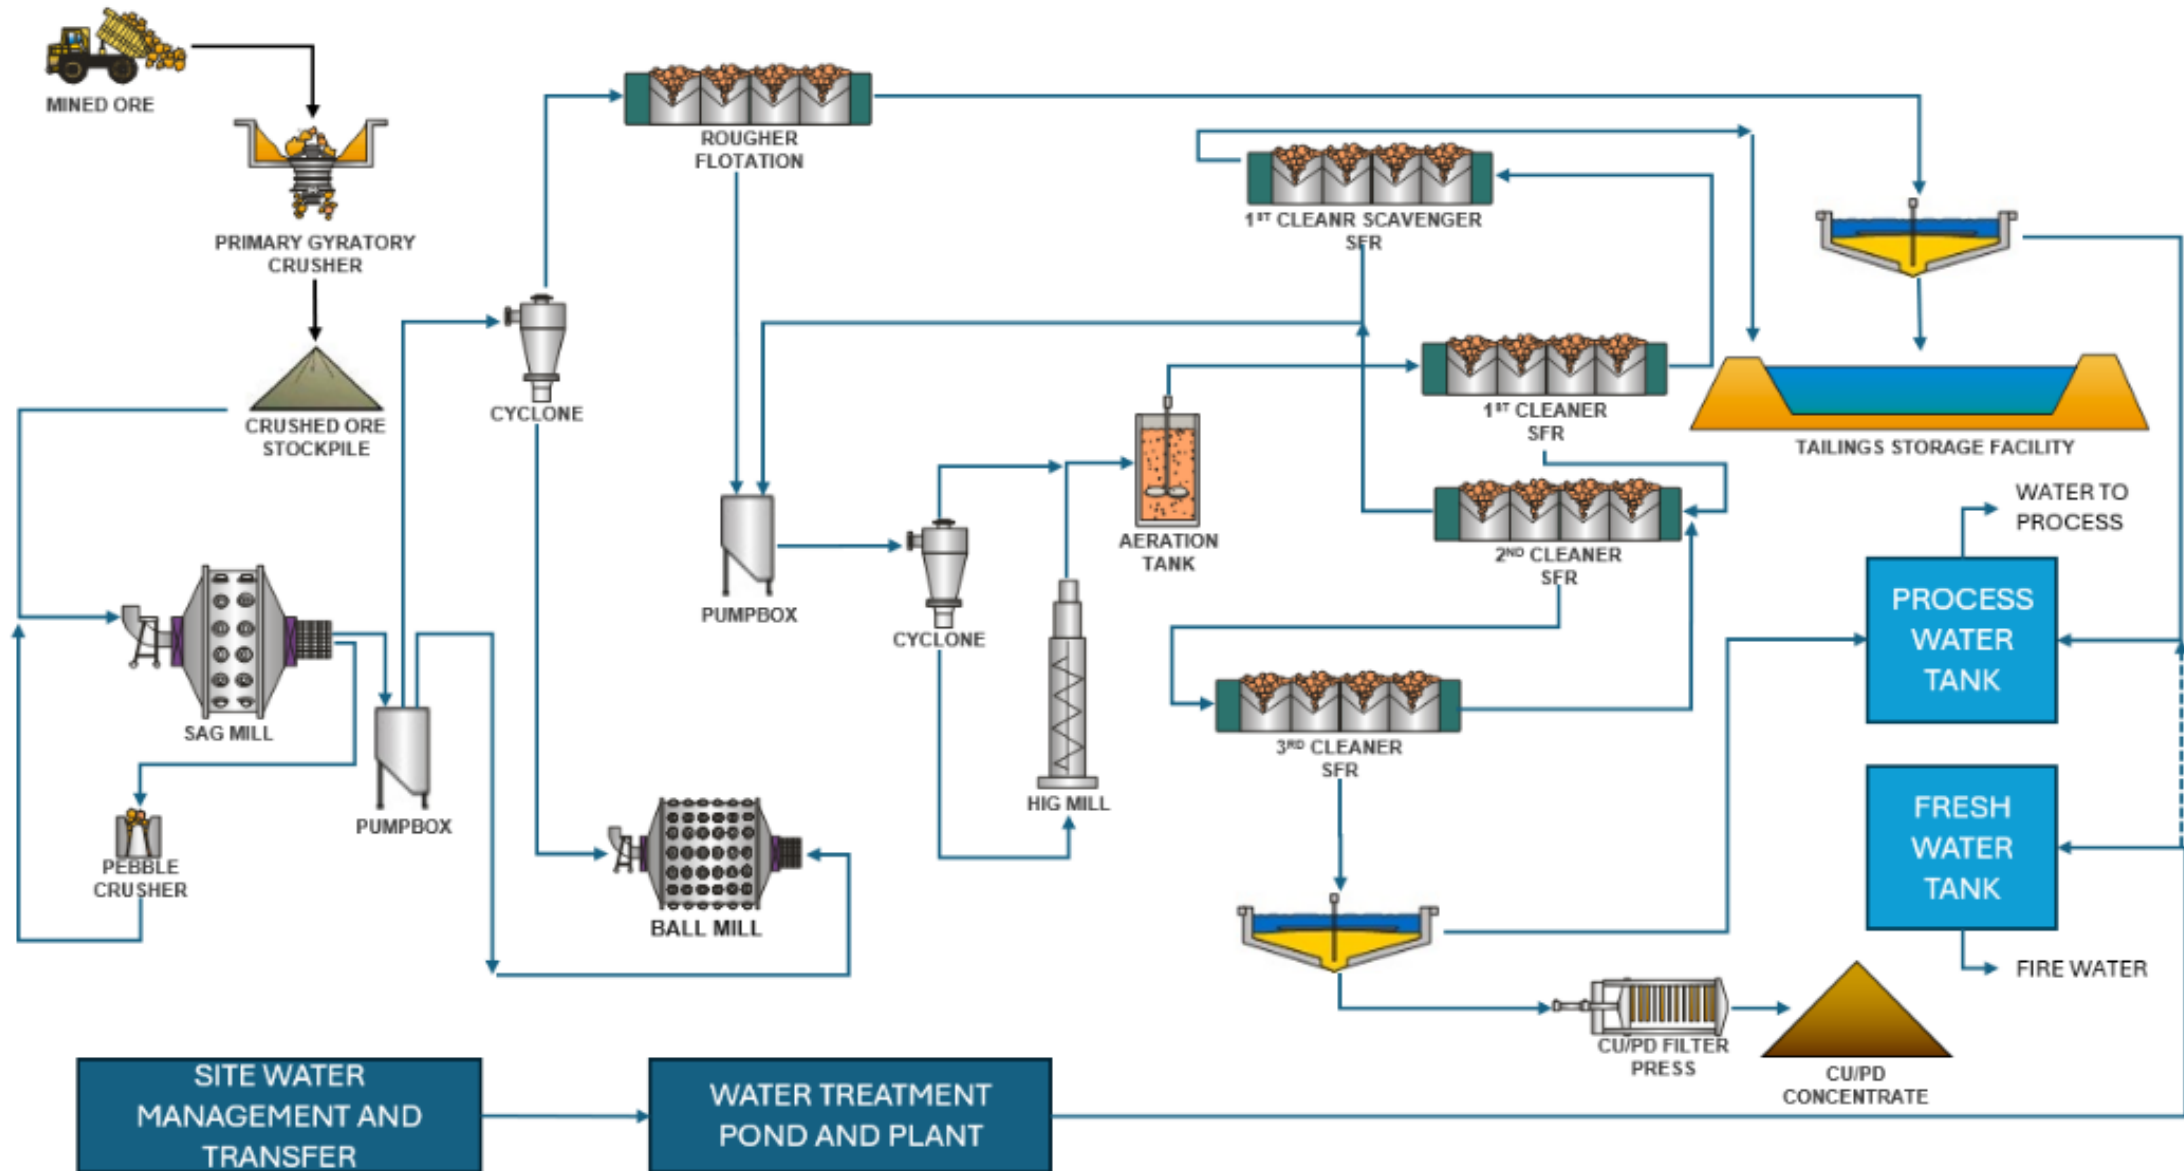 MINED ORE
PRIMARY GYRATORY
CRUSHER
CRUSHED ORE
STOCKPILE
SAG MILL
PEBBLE
CRUSHER
PUMPBOX
CYCLONE
ROUGHER
FLOTATION
BALL MILL
PUMPBOX
CYCLONE
HIG MILL
AERATION
TANK
1ST CLEANR SCAVENGER
SFR
1ST CLEANER
SFR
2ND CLEANER
SFR
3RD CLEANER
SFR
TAILINGS STORAGE FACILITY
WATER TO
PROCESS
PROCESS
WATER
TANK
FRESH
WATER
TANK
FIRE WATER
CU/PD FILTER
PRESS
CU/PD
CONCENTRATE
SITE WATER
MANAGEMENT AND
TRANSFER
WATER TREATMENT
POND AND PLANT